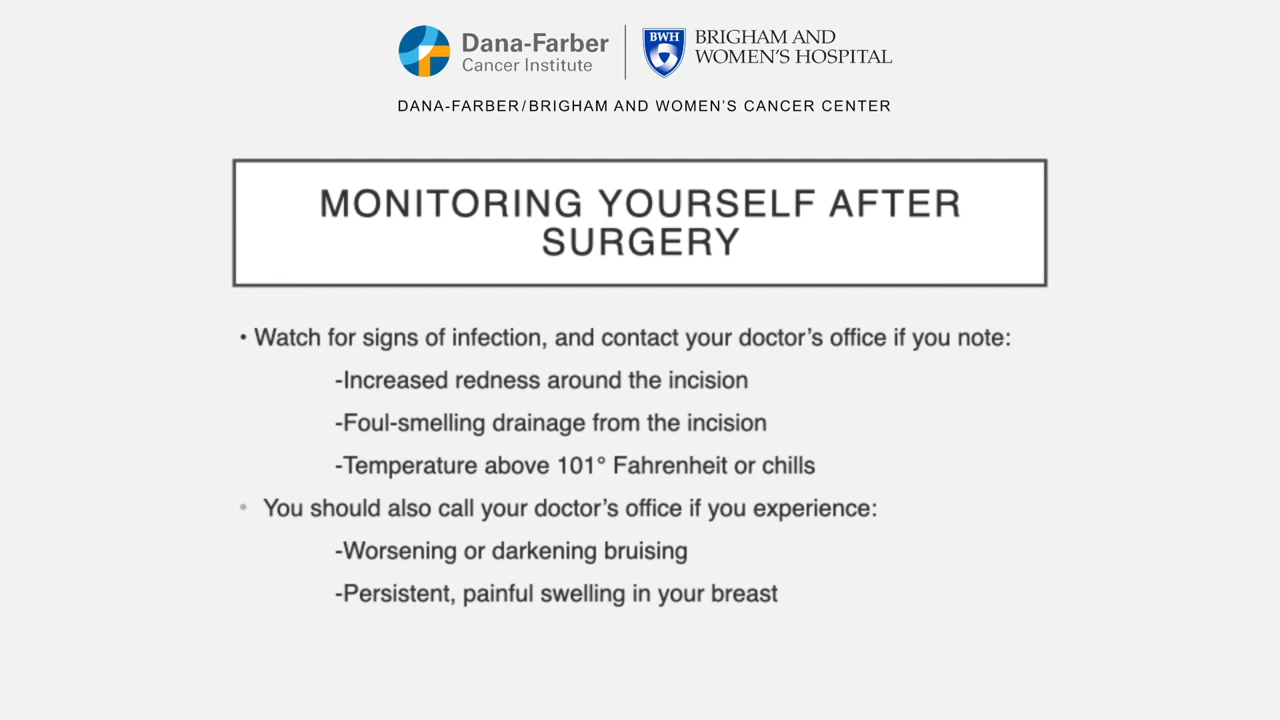 Dana-Farber
Cancer Institute
BWH
BRIGHAM AND
WOMEN'S HOSPITAL
DANA-FARBER/BRIGHAM AND WOMEN'S CANCER CENTER
MONITORING YOURSELF AFTER
SURGERY
• Watch for signs of infection, and contact your doctor's office if you note:
-Increased redness around the incision
-Foul-smelling drainage from the incision
-Temperature above 101° Fahrenheit or chills
• You should also call your doctor's office if you experience:
-Worsening or darkening bruising
-Persistent, painful swelling in your breast